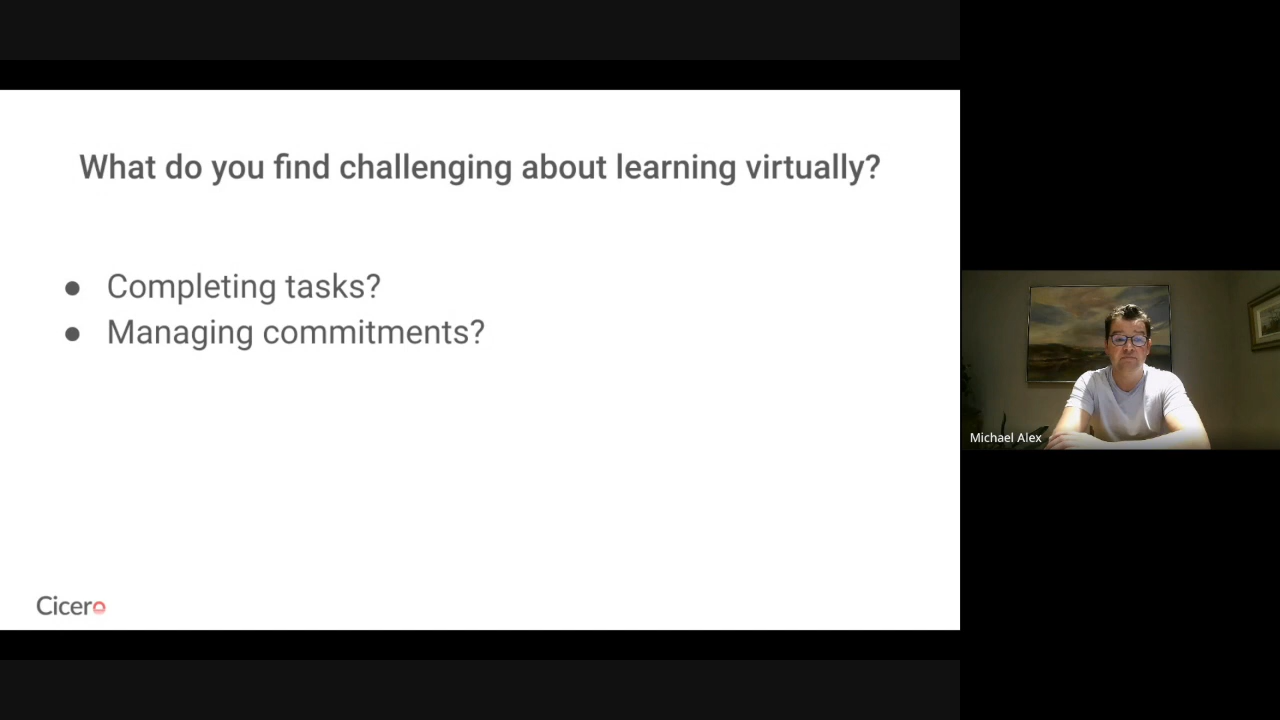 What do you find challenging about learning virtually?
● Completing tasks?
● Managing commitments?
Michael Alex
Cicero